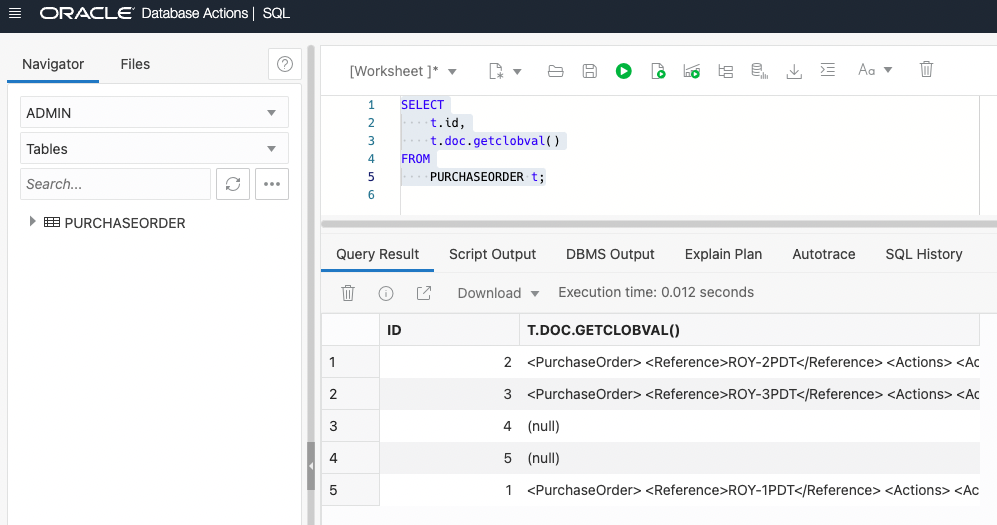 ORACLE Database Actions | SQL
Navigator Files
ADMIN
Tables
Search...
PURCHASEORDER
[Worksheet ]* Aa
1 SELECT
2 t.id,
3 t.doc.getclobval()
4 FROM
5 PURCHASEORDER t;
6
Query Result Script Output DBMS Output Explain Plan Autotrace SQL History
Download Execution time: 0.012 seconds
ID T.DOC.GETCLOBVAL()
1 2 <PurchaseOrder> <Reference>ROY-2PDT</Reference> <Actions> <Ac
2 3 <PurchaseOrder> <Reference>ROY-3PDT</Reference> <Actions> <Ac
3 4 (null)
4 5 (null)
5 1 <PurchaseOrder> <Reference>ROY-1PDT</Reference> <Actions> <Ac